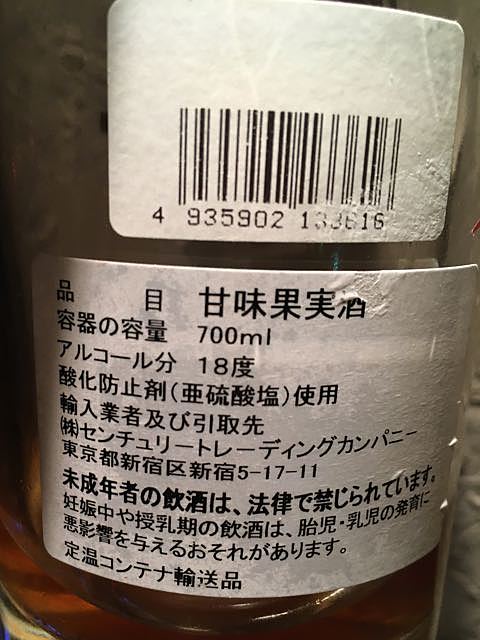 4 935902 133616
品 目 甘味果実酒
容器の容量 700ml
アルコール分 18度
酸化防止剤(亜硫酸塩)使用
輸入業者及び引取先
㈱センチュリートレーディングカンパニー
東京都新宿区新宿5-17-11
未成年者の飲酒は、法律で禁じられています。
妊娠中や授乳期の飲酒は、胎児・乳児の発育に
悪影響を与えるおそれがあります。
定温コンテナ輸送品